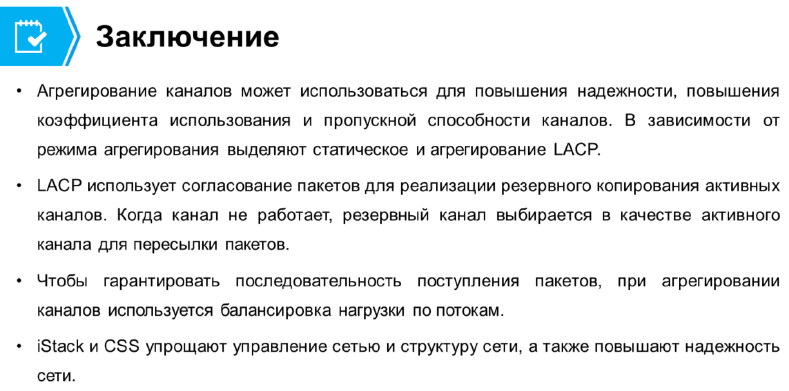 Заключение
• Агрегирование каналов может использоваться для повышения надежности, повышения
коэффициента использования и пропускной способности каналов. В зависимости от
режима агрегирования выделяют статическое и агрегирование LACP.
• LACP использует согласование пакетов для реализации резервного копирования активных
каналов. Когда канал не работает, резервный канал выбирается в качестве активного
канала для пересылки пакетов.
• Чтобы гарантировать последовательность поступления пакетов, при агрегировании
каналов используется балансировка нагрузки по потокам.
• iStack и CSS упрощают управление сетью и структуру сети, а также повышают надежность
сети.